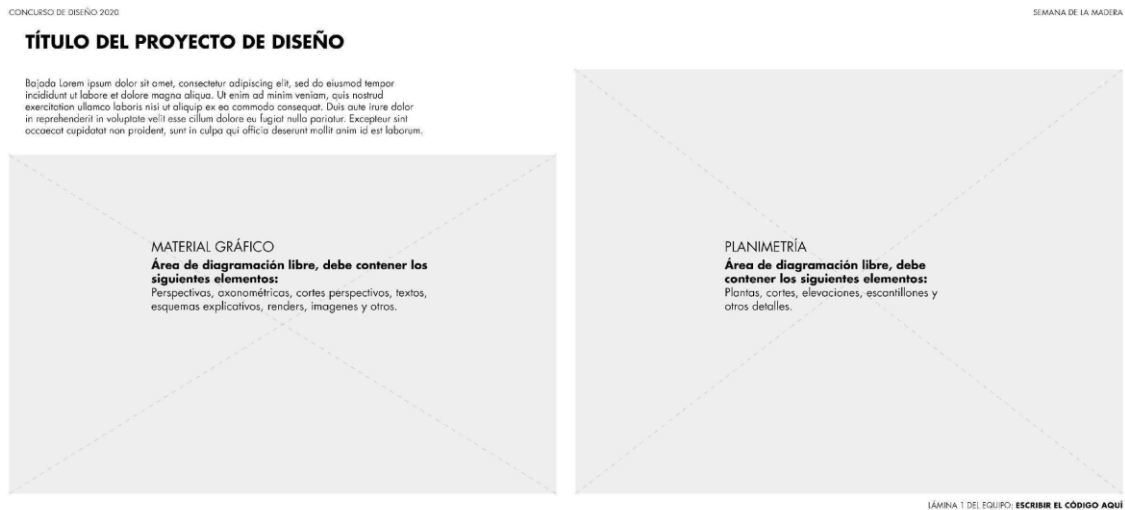 CONCURSO DE DISEÑO 2020
SEMANA DE LA MADERA
TÍTULO DEL PROYECTO DE DISEÑO
Bajada Lorem ipsum dolor sit amet, consectetur adipiscing elit, sed do eiusmod tempor
incididunt ut labore et dolore magna aliqua. Ut enim ad minim veniam, quis nostrud
exercitation ullamco laboris nisi ut aliquip ex ea commodo consequat. Duis aute irure dolor
in reprehenderit in voluptate velit esse cillum dolore eu fugiat nulla pariatur. Excepteur sint
occaecat cupidatat non proident, sunt in culpa qui officia deserunt mollit anim id est laborum.
MATERIAL GRÁFICO
Área de diagramación libre, debe contener los
siguientes elementos:
Perspectivas, axonométricas, cortes perspectivos, textos,
esquemas explicativos, renders, imagenes y otros.
PLANIMETRÍA
Área de diagramación libre, debe
contener los siguientes elementos:
Plantas, cortes, elevaciones, escantillones y
otros detalles.
LÁMINA 1 DEL EQUIPO: ESCRIBIR EL CÓDIGO AQUÍ